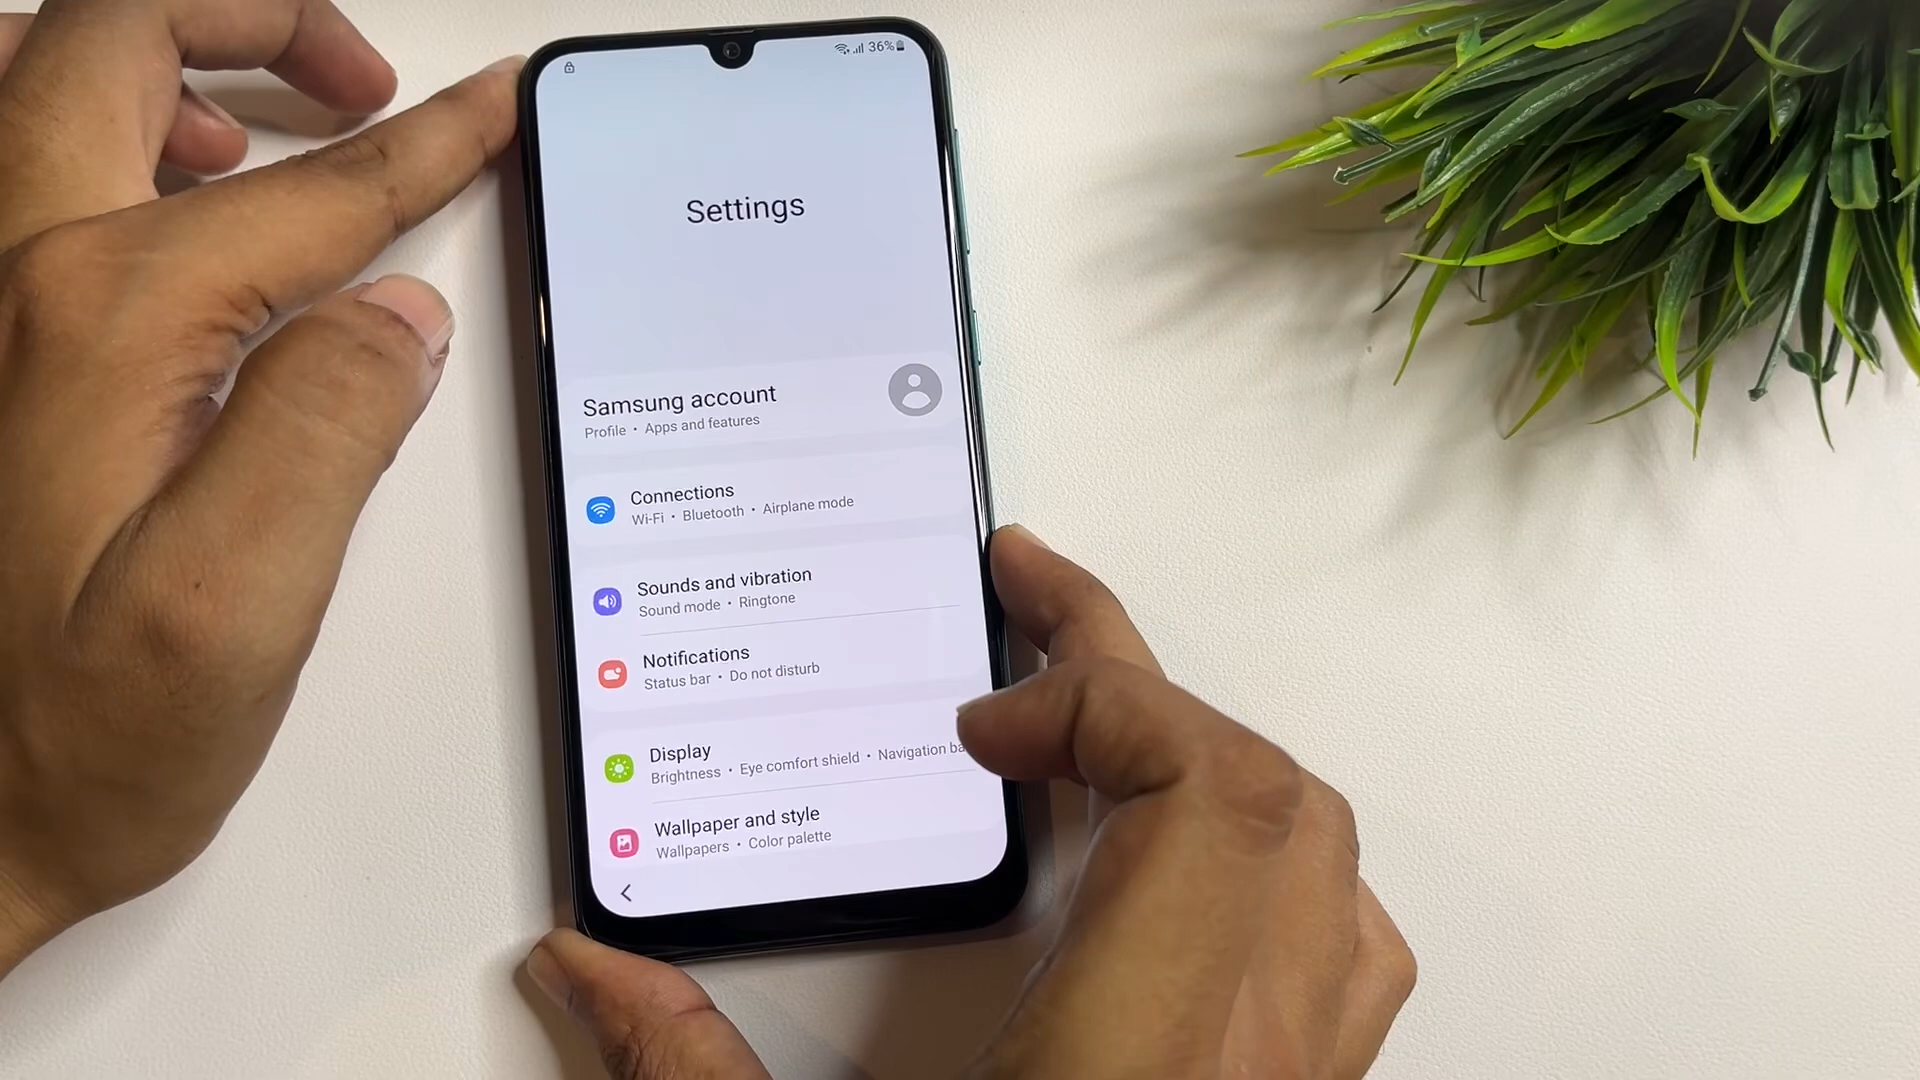 36%
Settings
Samsung account
Profile • Apps and features
Connections
Wi-Fi • Bluetooth • Airplane mode
Sounds and vibration
Sound mode • Ringtone
Notifications
Status bar • Do not disturb
Display
Brightness • Eye comfort shield • Navigation ba
Wallpaper and style
Wallpapers • Color palette